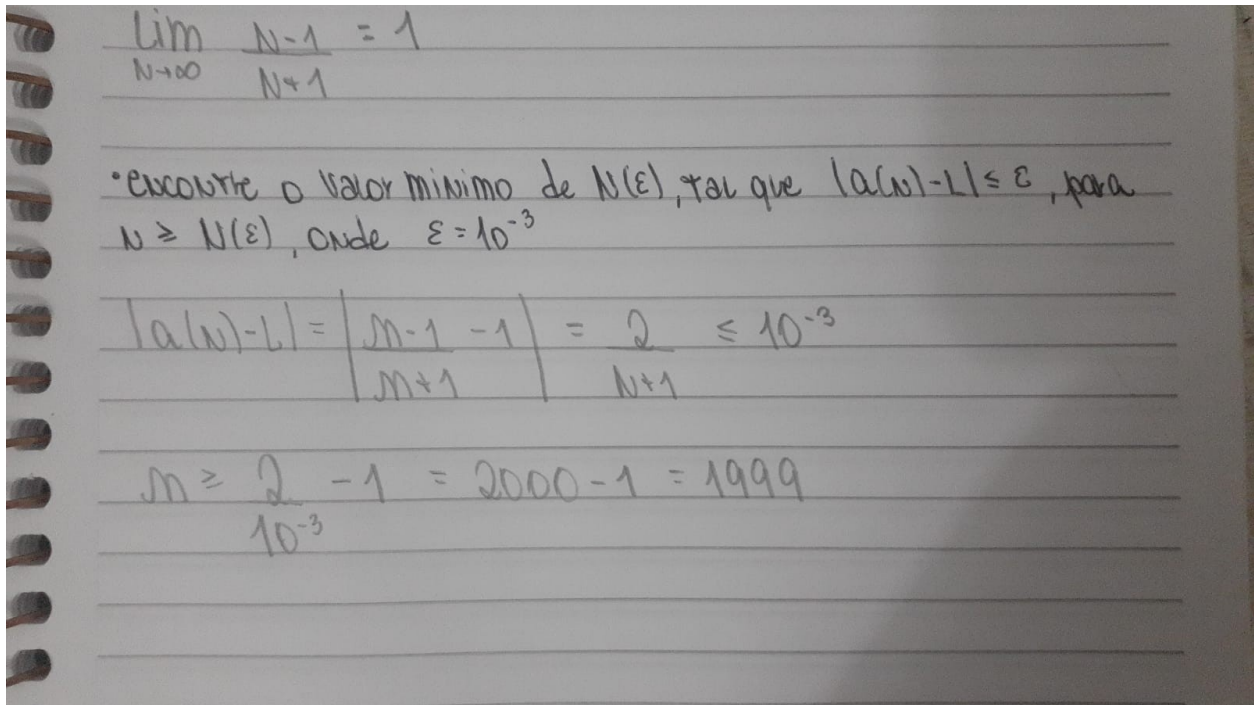 Lim N-1 = 1
N→∞ N+1
•encontre o valor minimo de N(ε), tal que |a(N)-L| ≤ ε, para
N ≥ N(ε), onde ε = 10⁻³
|a(N)-L| = | n-1 -1 | = 2 ≤ 10⁻³
n+1 N+1
n ≥ 2 -1 = 2000-1 = 1999
10⁻³